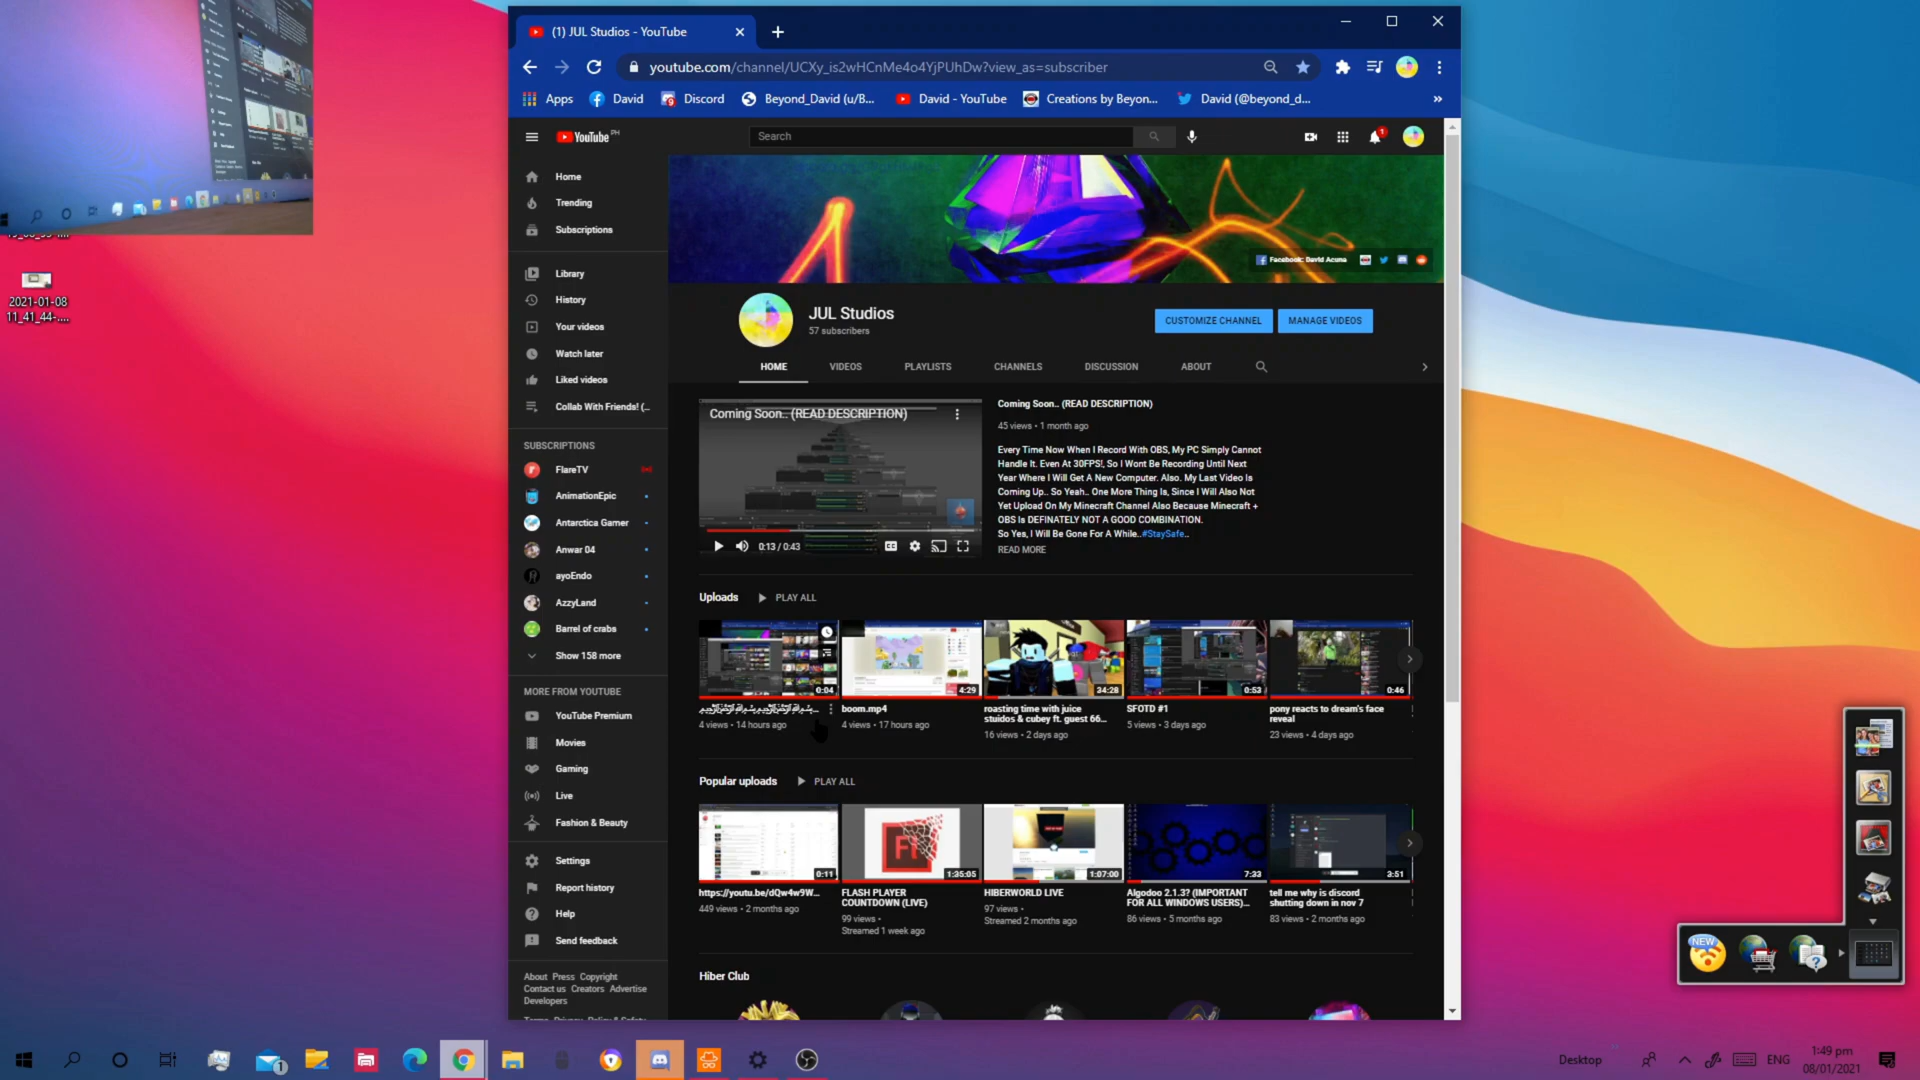 (1) JUL Studios - YouTube
youtube.com/channel/UCXy_is2wHCnMe4o4YjPUhDw?view_as=subscriber
Apps David Discord Beyond_David (u/B... David - YouTube Creations by Beyon... David (@beyond_d... »
YouTube PH
Search
1
Home
Trending
Subscriptions
Library
History
Your videos
Watch later
Liked videos
Collab With Friends! (...
SUBSCRIPTIONS
FlareTV
AnimationEpic
Antarctica Gamer
Anwar 04
ayoEndo
AzzyLand
Barrel of crabs
Show 158 more
MORE FROM YOUTUBE
YouTube Premium
Movies
Gaming
Live
Fashion & Beauty
Settings
Report history
Help
Send feedback
About Press Copyright
Contact us Creators Advertise
Developers
Facebook: David Acuna
JUL Studios
57 subscribers
CUSTOMIZE CHANNEL
MANAGE VIDEOS
HOME VIDEOS PLAYLISTS CHANNELS DISCUSSION ABOUT
Coming Soon.. (READ DESCRIPTION)
0:13 / 0:43
Coming Soon.. (READ DESCRIPTION)
45 views • 1 month ago
Every Time Now When I Record With OBS, My PC Simply Cannot
Handle It. Even At 30FPS!, So I Wont Be Recording Until Next
Year Where I Will Get A New Computer. Also. My Last Video Is
Coming Up.. So Yeah.. One More Thing Is, Since I Will Also Not
Yet Upload On My Minecraft Channel Also Because Minecraft +
OBS Is DEFINATELY NOT A GOOD COMBINATION.
So Yes, I Will Be Gone For A While..#StaySafe..
READ MORE
Uploads PLAY ALL
0:04
4 views • 14 hours ago
4:29
boom.mp4
4 views • 17 hours ago
34:28
roasting time with juice
stuidos & cubey ft. guest 66...
16 views • 2 days ago
0:53
SFOTD #1
5 views • 3 days ago
0:46
pony reacts to dream's face
reveal
23 views • 4 days ago
Popular uploads PLAY ALL
0:11
https://youtu.be/dQw4w9W...
449 views • 2 months ago
1:35:05
FLASH PLAYER
COUNTDOWN (LIVE)
99 views •
Streamed 1 week ago
1:07:00
HIBERWORLD LIVE
97 views •
Streamed 2 months ago
7:33
Algodoo 2.1.3? (IMPORTANT
FOR ALL WINDOWS USERS)...
86 views • 5 months ago
3:51
tell me why is discord
shutting down in nov 7
83 views • 2 months ago
Hiber Club
2021-01-08
11_41_44-....
NEW
1
Desktop
ENG
1:49 pm
08/01/2021